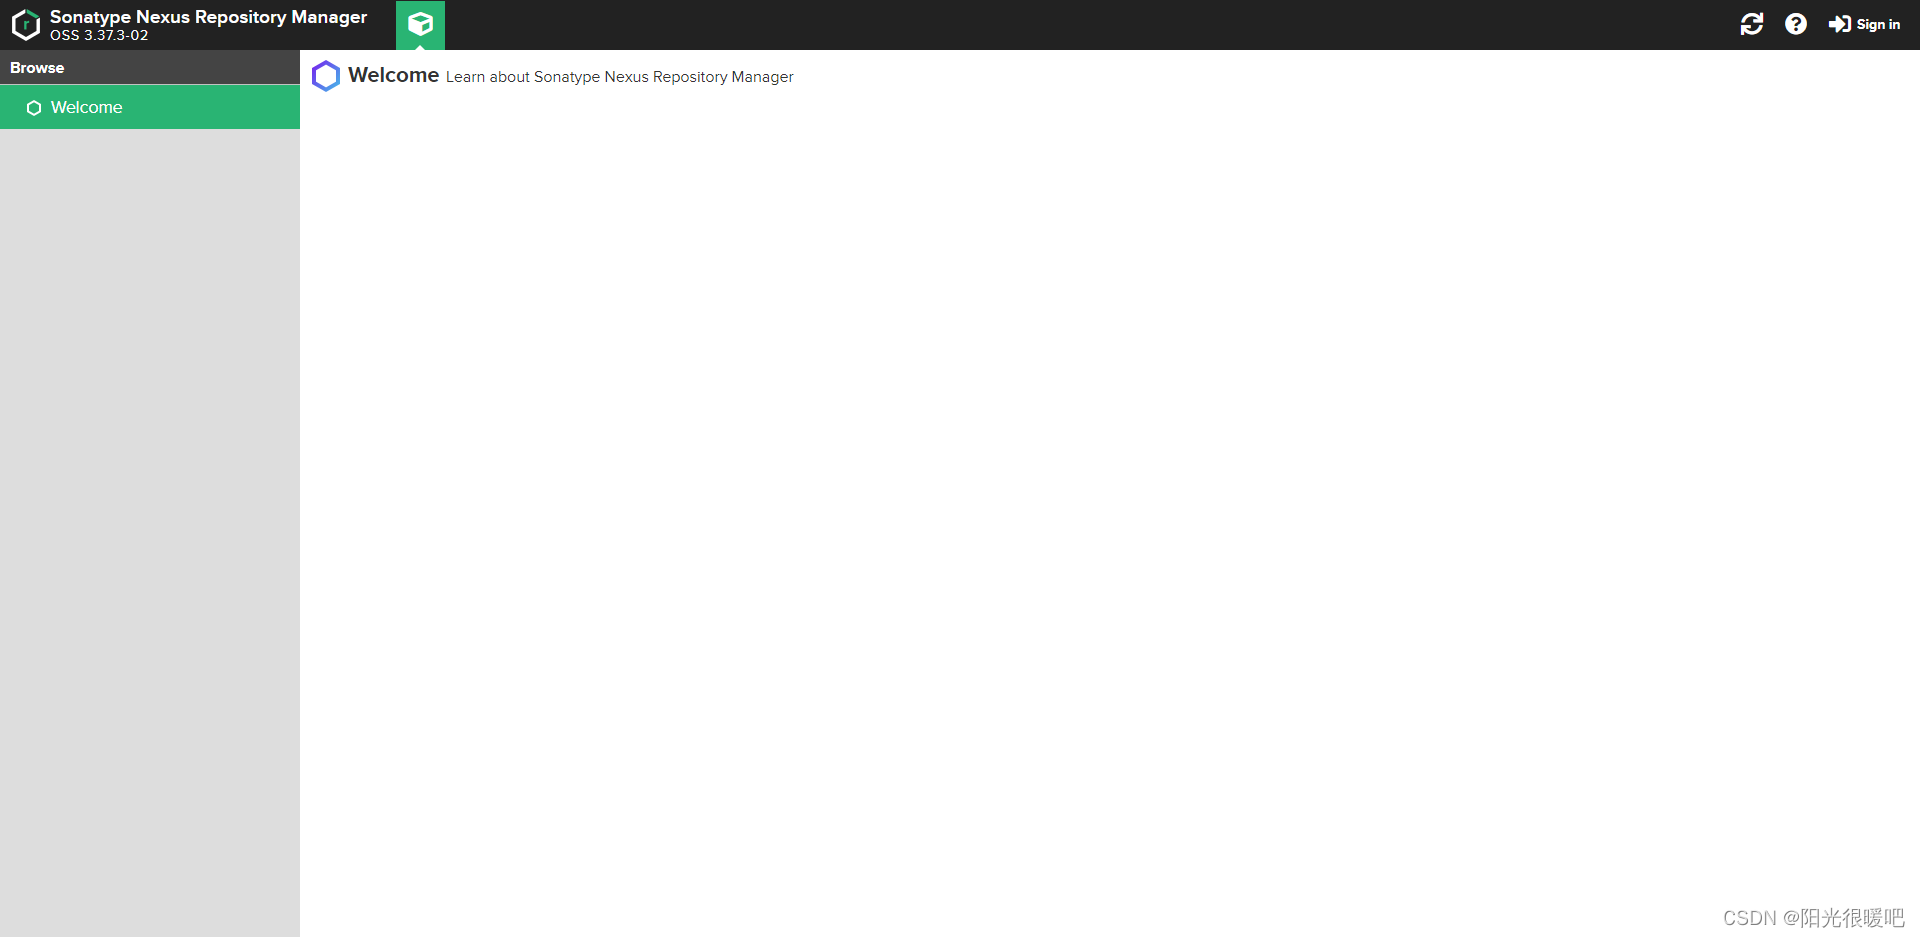 Sonatype Nexus Repository Manager
OSS 3.37.3-02
Sign in
Browse
Welcome
Welcome Learn about Sonatype Nexus Repository Manager
CSDN @阳光很暖吧